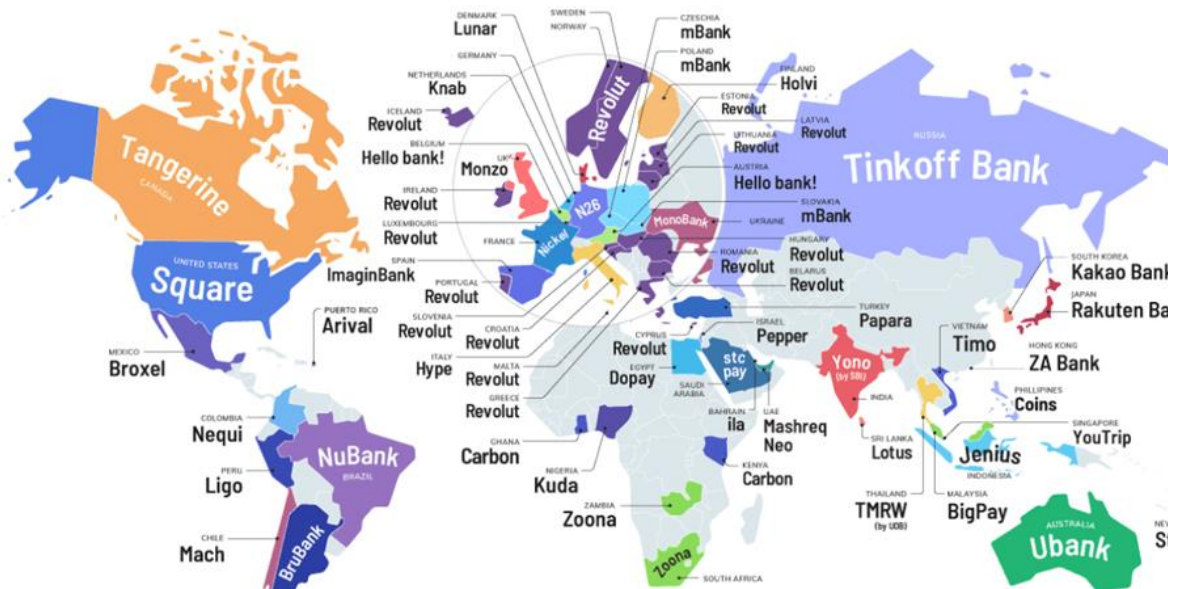 DENMARK
Lunar
GERMANY
NETHERLANDS
Knab
ICELAND
Revolut
BELGIUM
Hello bank!
UK
Monzo
IRELAND
Revolut
LUXEMBOURG
Revolut
FRANCE
Nickel
SPAIN
ImaginBank
PORTUGAL
Revolut
SLOVENIA
Revolut
CROATIA
Revolut
ITALY
Hype
MALTA
Revolut
GREECE
Revolut
SWEDEN
NORWAY
Revolut
CZESCHIA
mBank
POLAND
mBank
FINLAND
Holvi
ESTONIA
Revolut
LATVIA
Revolut
LITHUANIA
Revolut
AUSTRIA
Hello bank!
SLOVAKIA
mBank
N26
MonoBank
UKRAINE
HUNGARY
Revolut
ROMANIA
Revolut
BELARUS
Revolut
Tangerine
CANADA
UNITED STATES
Square
PUERTO RICO
Arival
MEXICO
Broxel
COLOMBIA
Nequi
PERU
Ligo
NuBank
BRAZIL
CHILE
Mach
BruBank
RUSSIA
Tinkoff Bank
TURKEY
Papara
CYPRUS
Revolut
ISRAEL
Pepper
EGYPT
Dopay
stc
pay
SAUDI
ARABIA
BAHRAIN
ila
UAE
Mashreq
Neo
GHANA
Carbon
NIGERIA
Kuda
KENYA
Carbon
ZAMBIA
Zoona
Zoona
SOUTH AFRICA
Yono
(by SBI)
INDIA
SRI LANKA
Lotus
SOUTH KOREA
Kakao Bank
JAPAN
Rakuten Ba
VIETNAM
Timo
HONG KONG
ZA Bank
PHILLIPINES
Coins
SINGAPORE
YouTrip
Jenius
INDONESIA
THAILAND
TMRW
(by UOB)
MALAYSIA
BigPay
AUSTRALIA
Ubank
NE
S